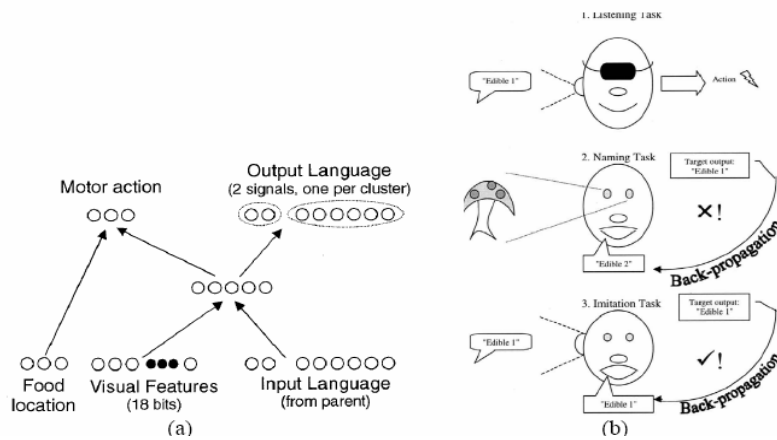 Motor action
Output Language
(2 signals, one per cluster)
Food
location
Visual Features
(18 bits)
Input Language
(from parent)
(a)
1. Listening Task
"Edible 1"
Action
2. Naming Task
Target output:
"Edible 1"
X!
"Edible 2"
Back-propagation
3. Imitation Task
Target output:
"Edible 1"
"Edible 1"
✓!
"Edible 1"
Back-propagation
(b)